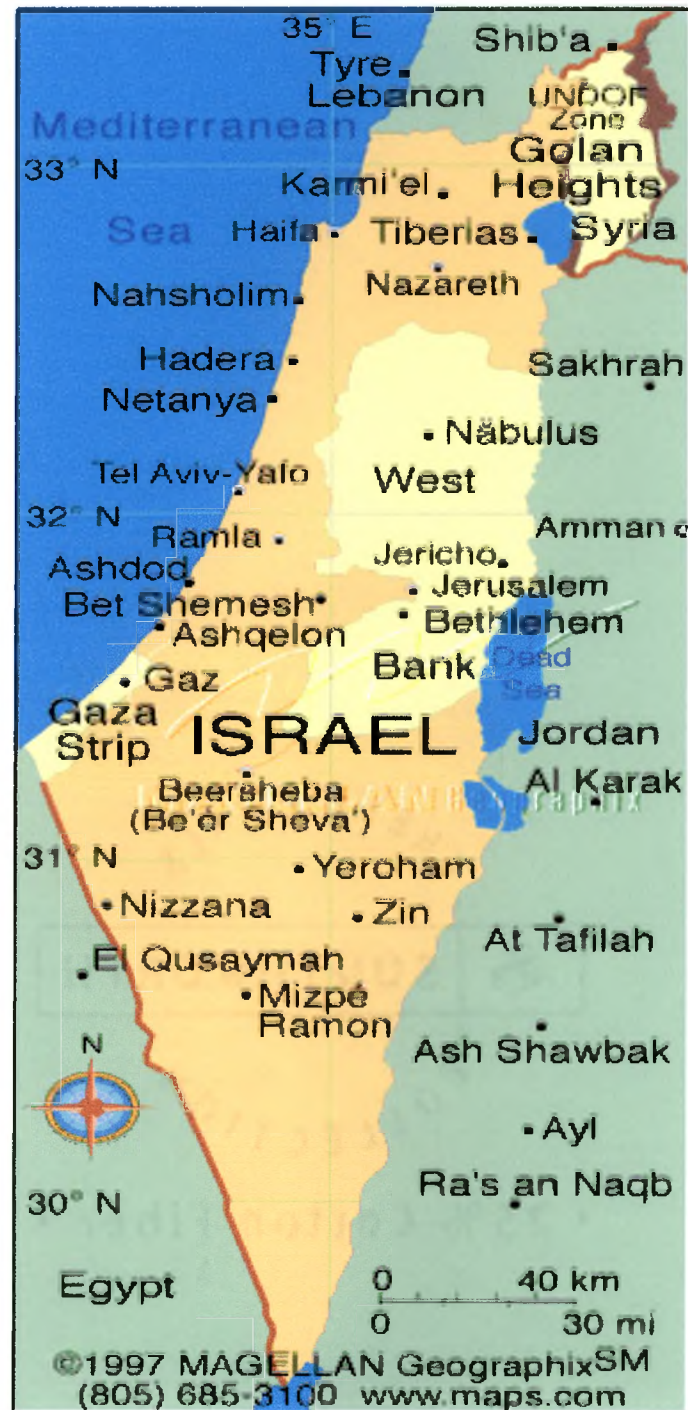 35° E
Shib'a
Tyre
Lebanon
UNDOF
Zone
Mediterranean
Golan
33° N
Karmi'el
Heights
Sea
Haifa
Tiberias
Syria
Nazareth
Nahsholim
Hadera
Sakhrah
Netanya
Näbulus
Tel Aviv-Yafo
West
32° N
Ramla
Amman
Ashdod
Jericho
Jerusalem
Bet Shemesh
Bethlehem
Ashqelon
Bank
Dead
Sea
Gaz
Gaza
Strip
ISRAEL
Jordan
Beersheba
(Be'er Sheva')
Al Karak
31° N
Yeroham
Nizzana
Zin
At Tafilah
El Qusaymah
Mizpé
Ramon
N
Ash Shawbak
Ayl
Ra's an Naqb
30° N
Egypt
0 40 km
0 30 mi
©1997 MAGELLAN Geographix SM
(805) 685-3100 www.maps.com